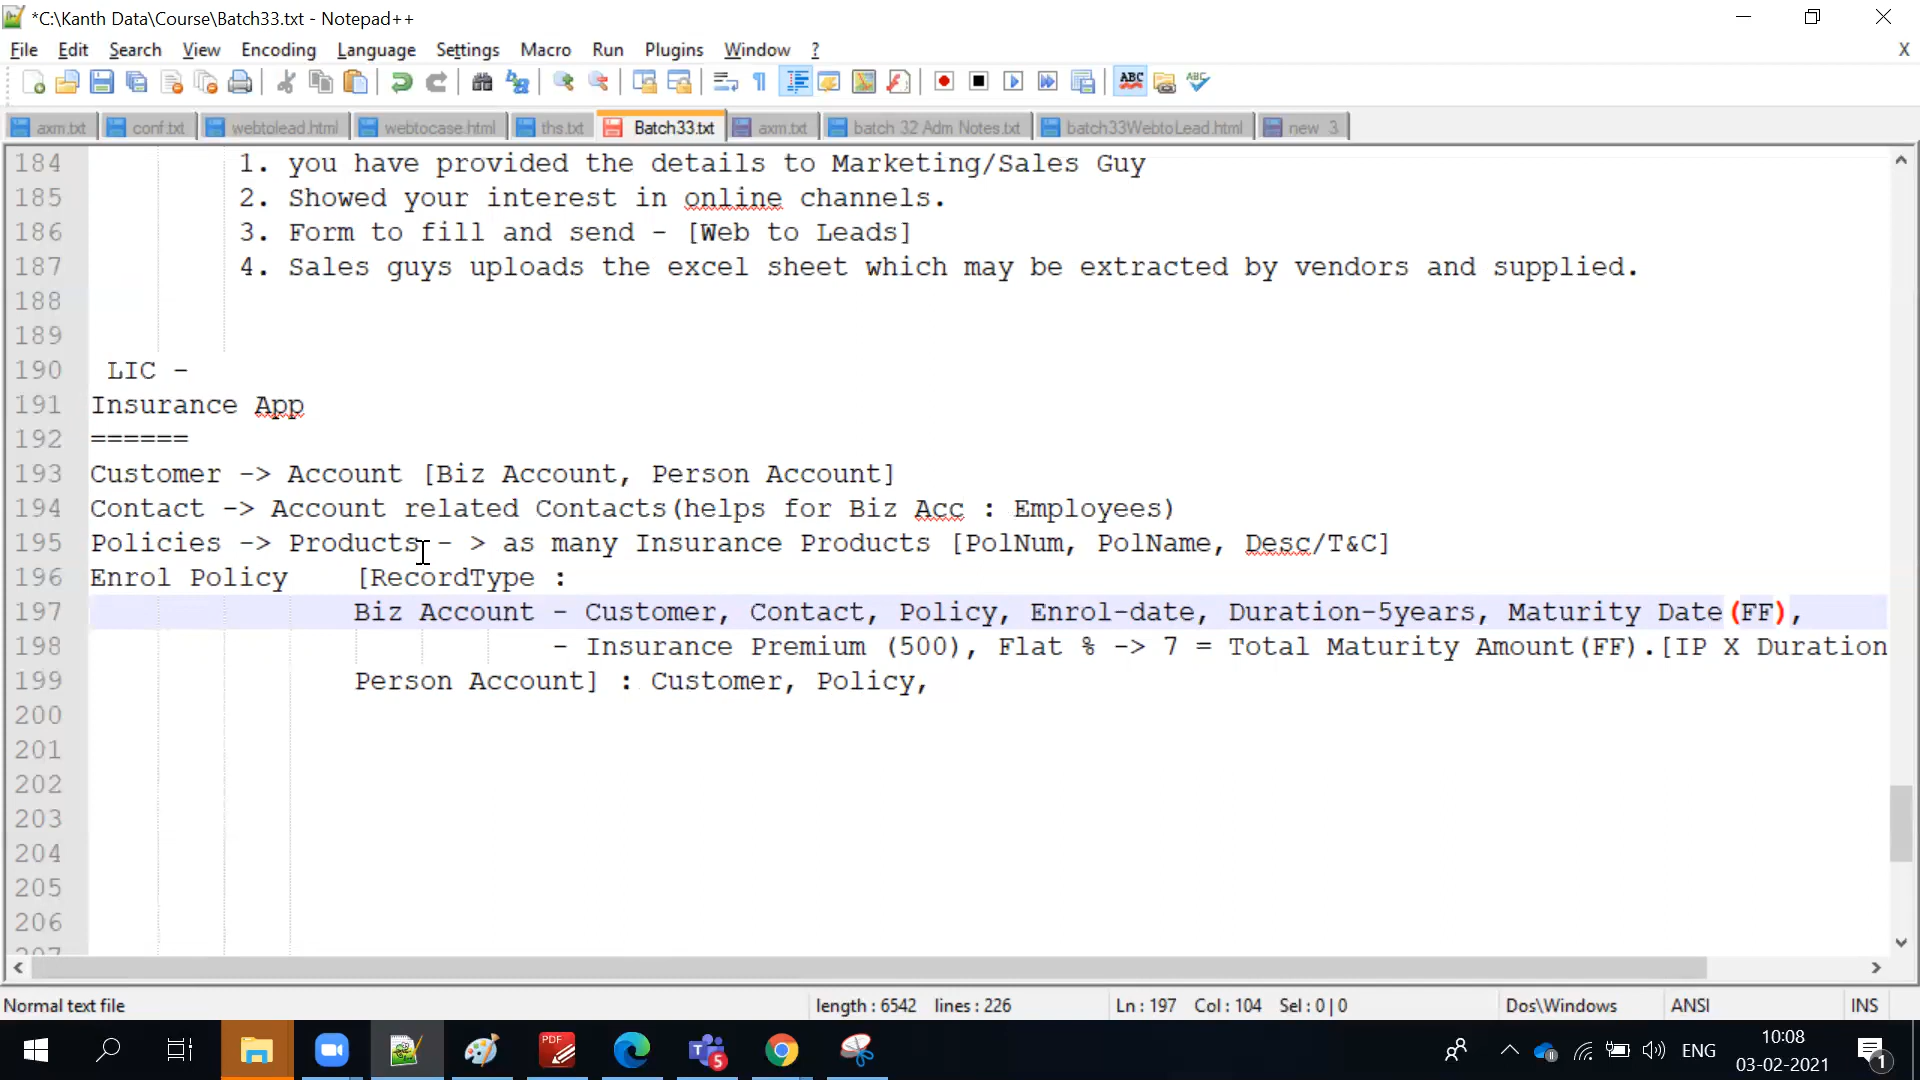 *C:\Kanth Data\Course\Batch33.txt - Notepad++
File Edit Search View Encoding Language Settings Macro Run Plugins Window ? X
axm.txt conf.txt webtolead.html webtocase.html ths.txt Batch33.txt axm.txt batch 32 Adm Notes.txt batch33WebtoLead.html new 3
184 1. you have provided the details to Marketing/Sales Guy
185 2. Showed your interest in online channels.
186 3. Form to fill and send - [Web to Leads]
187 4. Sales guys uploads the excel sheet which may be extracted by vendors and supplied.
188
189
190 LIC -
191 Insurance App
192 ======
193 Customer -> Account [Biz Account, Person Account]
194 Contact -> Account related Contacts(helps for Biz Acc : Employees)
195 Policies -> Products - > as many Insurance Products [PolNum, PolName, Desc/T&C]
196 Enrol Policy [RecordType :
197 Biz Account - Customer, Contact, Policy, Enrol-date, Duration-5years, Maturity Date(FF),
198 - Insurance Premium (500), Flat % -> 7 = Total Maturity Amount(FF).[IP X Duration
199 Person Account] : Customer, Policy,
200
201
202
203
204
205
206
207
Normal text file length : 6542 lines : 226 Ln : 197 Col : 104 Sel : 0 | 0 Dos\Windows ANSI INS
PDF 5 ENG 10:08 1
03-02-2021